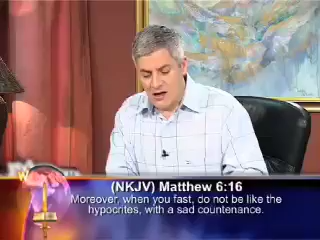 (NKJV) Matthew 6:16
Moreover, when you fast, do not be like the
hypocrites, with a sad countenance.